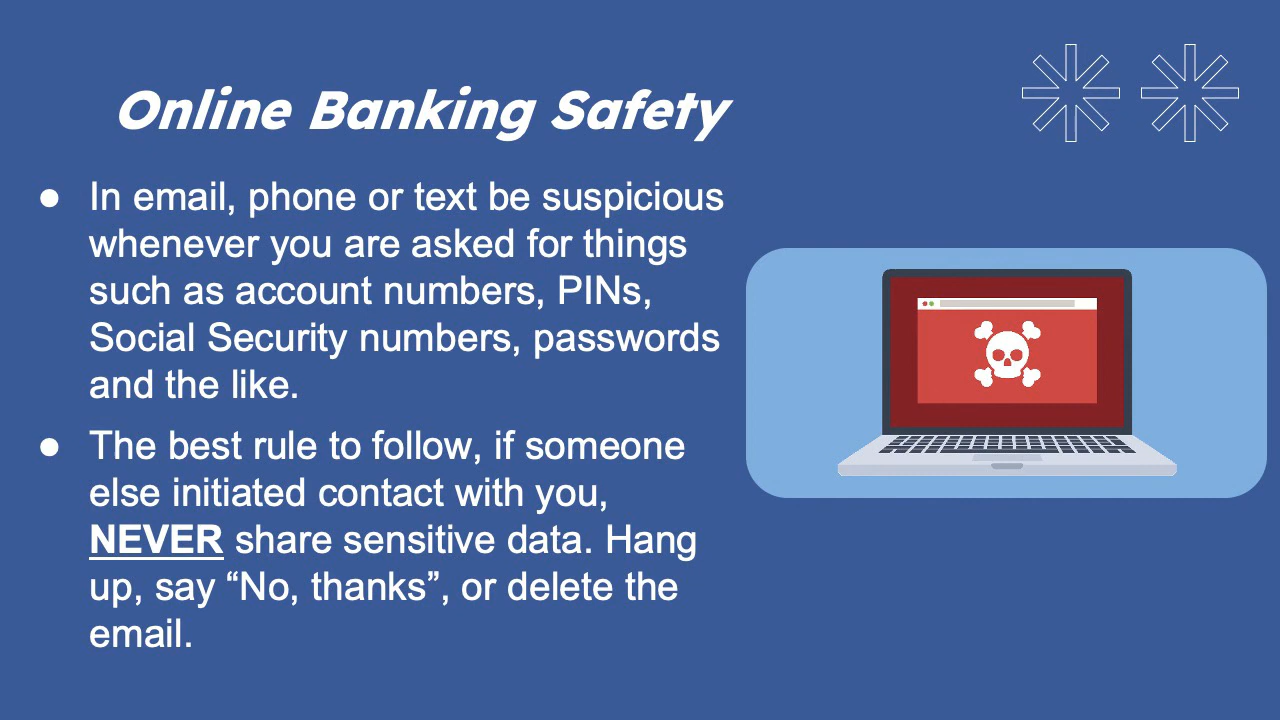 Online Banking Safety
● In email, phone or text be suspicious
whenever you are asked for things
such as account numbers, PINs,
Social Security numbers, passwords
and the like.
● The best rule to follow, if someone
else initiated contact with you,
NEVER share sensitive data. Hang
up, say “No, thanks”, or delete the
email.